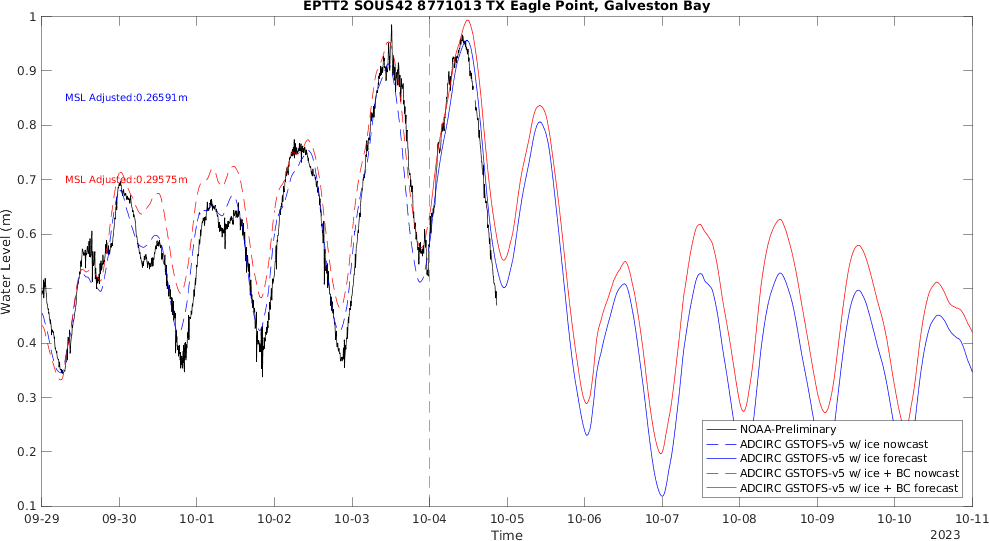 EPTT2 SOUS42 8771013 TX Eagle Point, Galveston Bay
Water Level (m)
1
0.9
0.8
0.7
0.6
0.5
0.4
0.3
0.2
0.1
MSL Adjusted:0.26591m
MSL Adjusted:0.29575m
NOAA-Preliminary
ADCIRC GSTOFS-v5 w/ ice nowcast
ADCIRC GSTOFS-v5 w/ ice forecast
ADCIRC GSTOFS-v5 w/ ice + BC nowcast
ADCIRC GSTOFS-v5 w/ ice + BC forecast
09-29 09-30 10-01 10-02 10-03 10-04 10-05 10-06 10-07 10-08 10-09 10-10 10-11
Time
2023